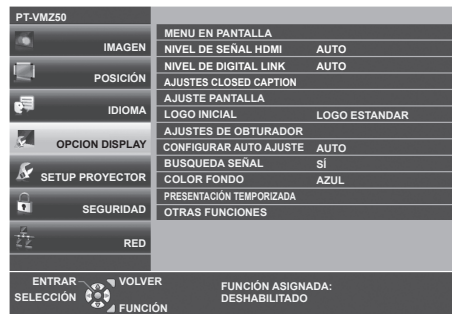 PT-VMZ50
IMAGEN
POSICIÓN
IDIOMA
OPCION DISPLAY
SETUP PROYECTOR
SEGURIDAD
RED
MENU EN PANTALLA
NIVEL DE SEÑAL HDMI AUTO
NIVEL DE DIGITAL LINK AUTO
AJUSTES CLOSED CAPTION
AJUSTE PANTALLA
LOGO INICIAL LOGO ESTANDAR
AJUSTES DE OBTURADOR
CONFIGURAR AUTO AJUSTE AUTO
BUSQUEDA SEÑAL SÍ
COLOR FONDO AZUL
PRESENTACIÓN TEMPORIZADA
OTRAS FUNCIONES
ENTRAR VOLVER
SELECCIÓN FUNCIÓN
FUNCIÓN ASIGNADA:
DESHABILITADO